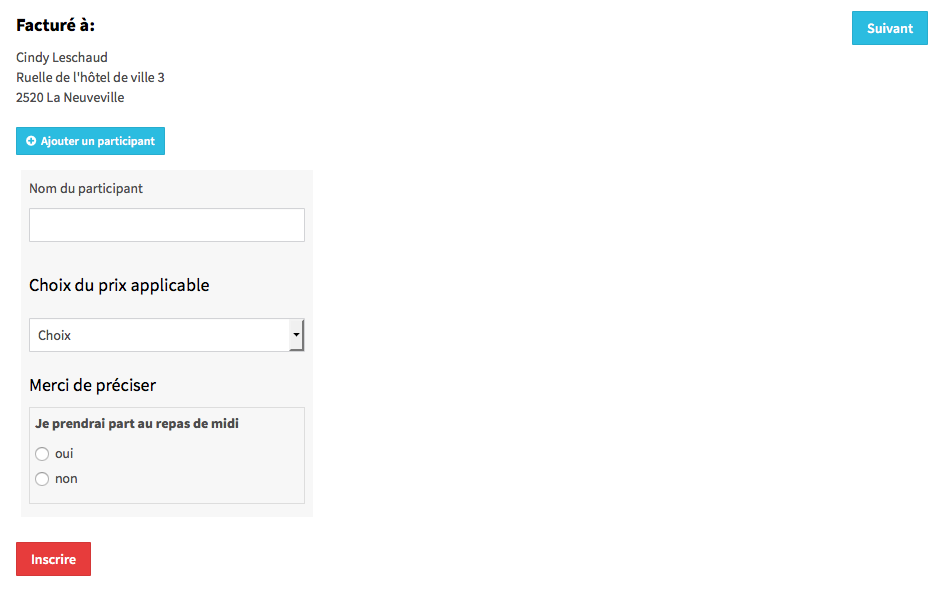 Facturé à:
Suivant
Cindy Leschaud
Ruelle de l'hôtel de ville 3
2520 La Neuveville
Ajouter un participant
Nom du participant
Choix du prix applicable
Choix
Merci de préciser
Je prendrai part au repas de midi
oui
non
Inscrire